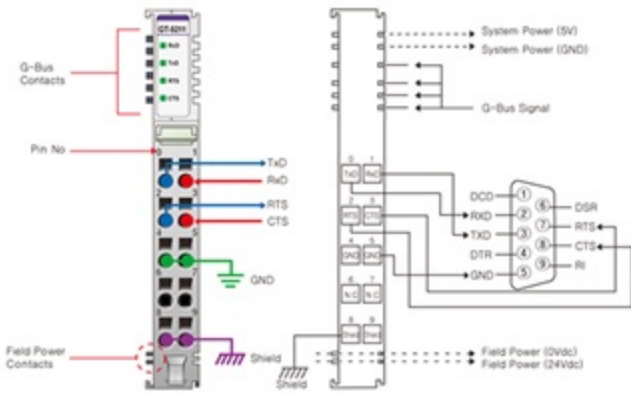 GT-5211
RxD
TxD
RTS
CTS
G-Bus
Contacts
Pin No
0 1
2 3
4 5
6 7
8 9
TxD
RxD
RTS
CTS
GND
Shield
Field Power
Contacts
System Power (5V)
System Power (GND)
G-Bus Signal
0 1
TxD RxD
2 3
RTS CTS
4 5
GND GND
6 7
N.C N.C
8 9
Shield Shield
Shield
DCD 1
RXD 2
TXD 3
DTR 4
GND 5
6 DSR
7 RTS
8 CTS
9 RI
Field Power (0Vdc)
Field Power (24Vdc)